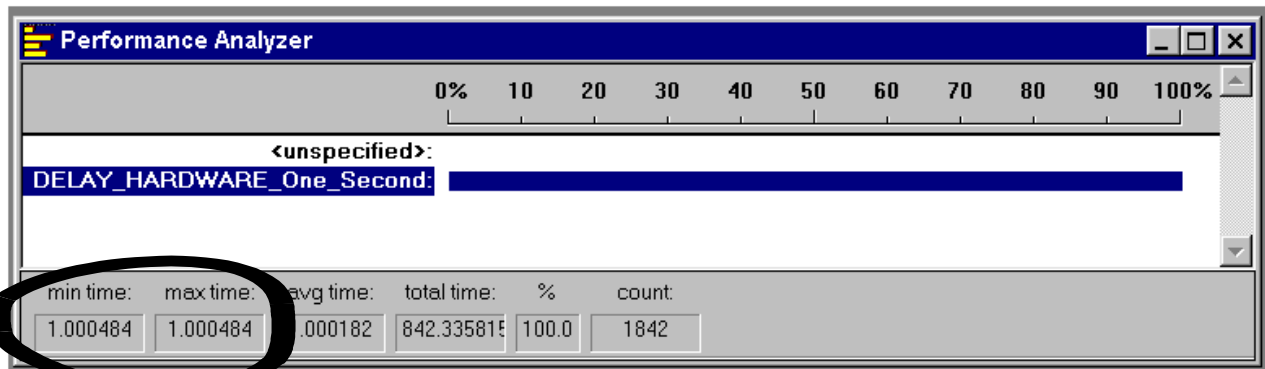 Performance Analyzer
0% 10 20 30 40 50 60 70 80 90 100%
<unspecified>:
DELAY_HARDWARE_One_Second:
min time: max time: avg time: total time: % count:
1.000484 1.000484 .000182 842.335815 100.0 1842